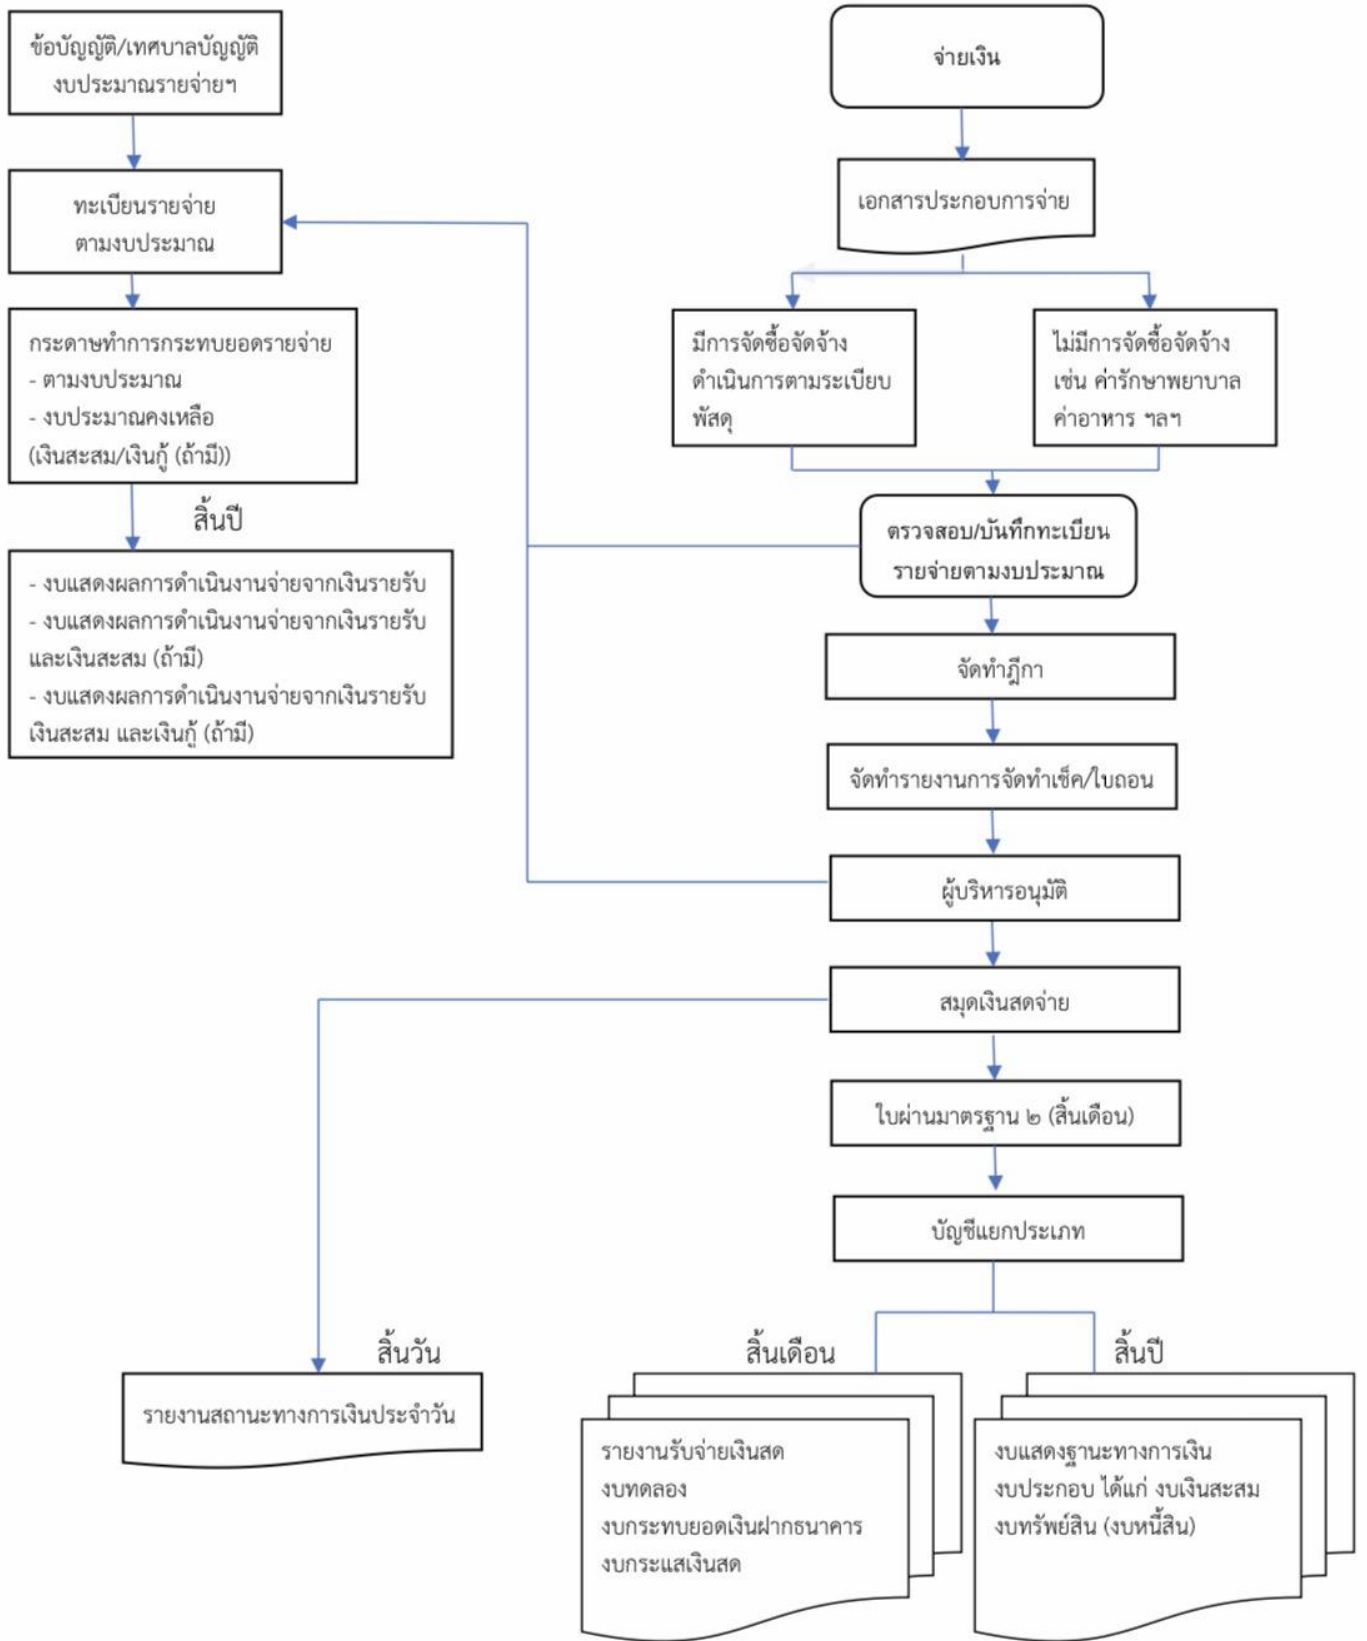 ข้อบัญญัติ/เทศบาลบัญญัติ
งบประมาณรายจ่ายฯ
ทะเบียนรายจ่าย
ตามงบประมาณ
กระดาษทำการกระทบยอดรายจ่าย
- ตามงบประมาณ
- งบประมาณคงเหลือ
(เงินสะสม/เงินกู้ (ถ้ามี))
สิ้นปี
- งบแสดงผลการดำเนินงานจ่ายจากเงินรายรับ
- งบแสดงผลการดำเนินงานจ่ายจากเงินรายรับ
และเงินสะสม (ถ้ามี)
- งบแสดงผลการดำเนินงานจ่ายจากเงินรายรับ
เงินสะสม และเงินกู้ (ถ้ามี)
จ่ายเงิน
เอกสารประกอบการจ่าย
มีการจัดซื้อจัดจ้าง
ดำเนินการตามระเบียบ
พัสดุ
ไม่มีการจัดซื้อจัดจ้าง
เช่น ค่ารักษาพยาบาล
ค่าอาหาร ฯลฯ
ตรวจสอบ/บันทึกทะเบียน
รายจ่ายตามงบประมาณ
จัดทำฎีกา
จัดทำรายงานการจัดทำเช็ค/ใบถอน
ผู้บริหารอนุมัติ
สมุดเงินสดจ่าย
ใบผ่านมาตรฐาน ๒ (สิ้นเดือน)
บัญชีแยกประเภท
สิ้นวัน
รายงานสถานะทางการเงินประจำวัน
สิ้นเดือน
รายงานรับจ่ายเงินสด
งบทดลอง
งบกระทบยอดเงินฝากธนาคาร
งบกระแสเงินสด
สิ้นปี
งบแสดงฐานะทางการเงิน
งบประกอบ ได้แก่ งบเงินสะสม
งบทรัพย์สิน (งบหนี้สิน)